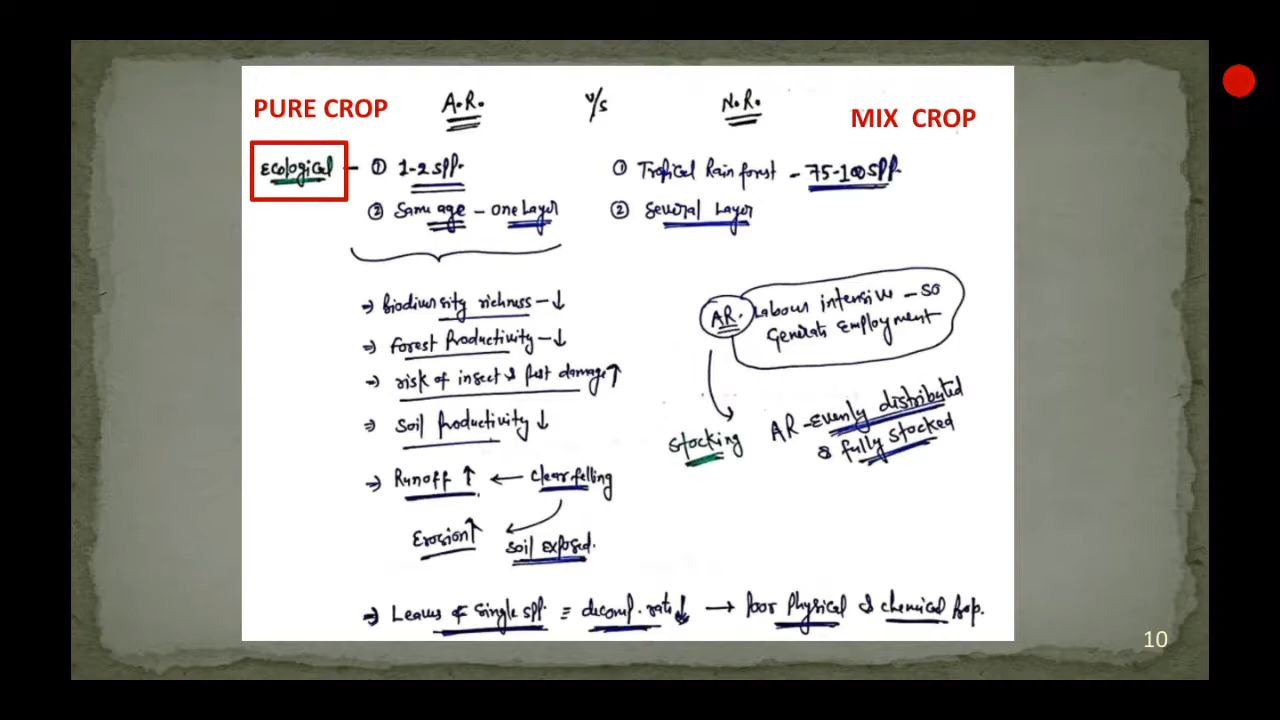 PURE CROP A.R. v/s N.R. MIX CROP
Ecological - ① 1-2 spp. ① Tropical Rain forest - 75-100 spp.
② Same age - one Layer ② Several Layer
⇒ biodiversity richness - ↓
⇒ forest productivity - ↓
⇒ risk of insect & pest damage ↑
⇒ soil productivity ↓
⇒ Runoff ↑ ← clear felling
Erosion ↑ soil exposed.
AR. Labour intensive - so
generate employment
stocking AR - evenly distributed
& fully stocked
⇒ Leaves of single spp. ≡ decomp. rate ↓ → poor physical & chemical prop.
10